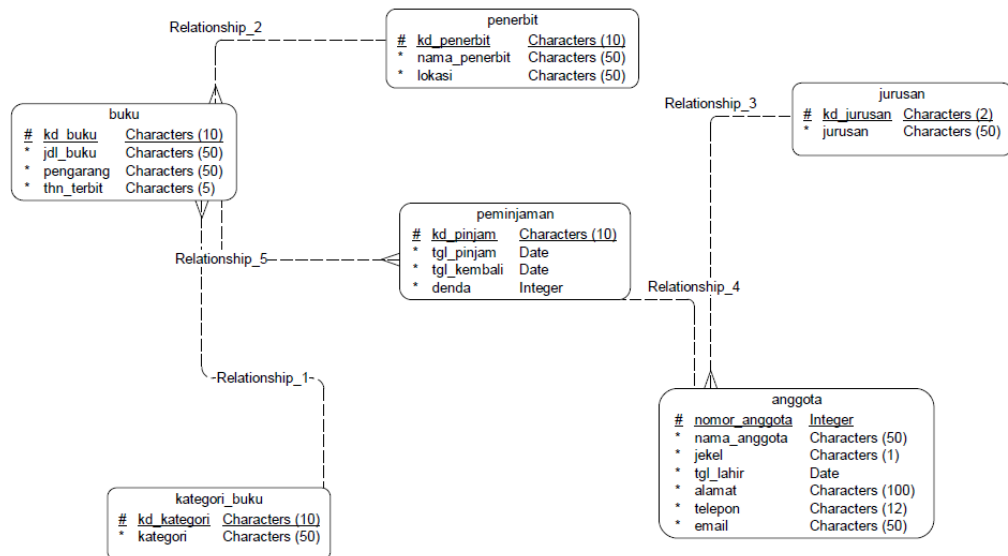 penerbit
# kd_penerbit Characters (10)
* nama_penerbit Characters (50)
* lokasi Characters (50)
Relationship_2
buku
# kd_buku Characters (10)
* jdl_buku Characters (50)
* pengarang Characters (50)
* thn_terbit Characters (5)
Relationship_3
jurusan
# kd_jurusan Characters (2)
* jurusan Characters (50)
peminjaman
# kd_pinjam Characters (10)
* tgl_pinjam Date
* tgl_kembali Date
* denda Integer
Relationship_5
Relationship_4
Relationship_1
anggota
# nomor_anggota Integer
* nama_anggota Characters (50)
* jekel Characters (1)
* tgl_lahir Date
* alamat Characters (100)
* telepon Characters (12)
* email Characters (50)
kategori_buku
# kd_kategori Characters (10)
* kategori Characters (50)